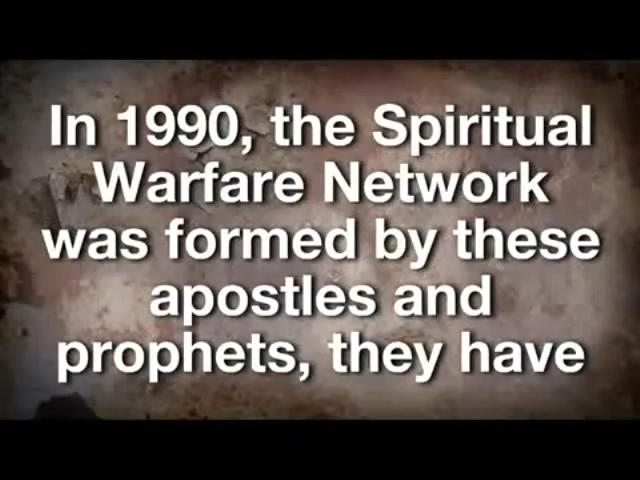 In 1990, the Spiritual
Warfare Network
was formed by these
apostles and
prophets, they have